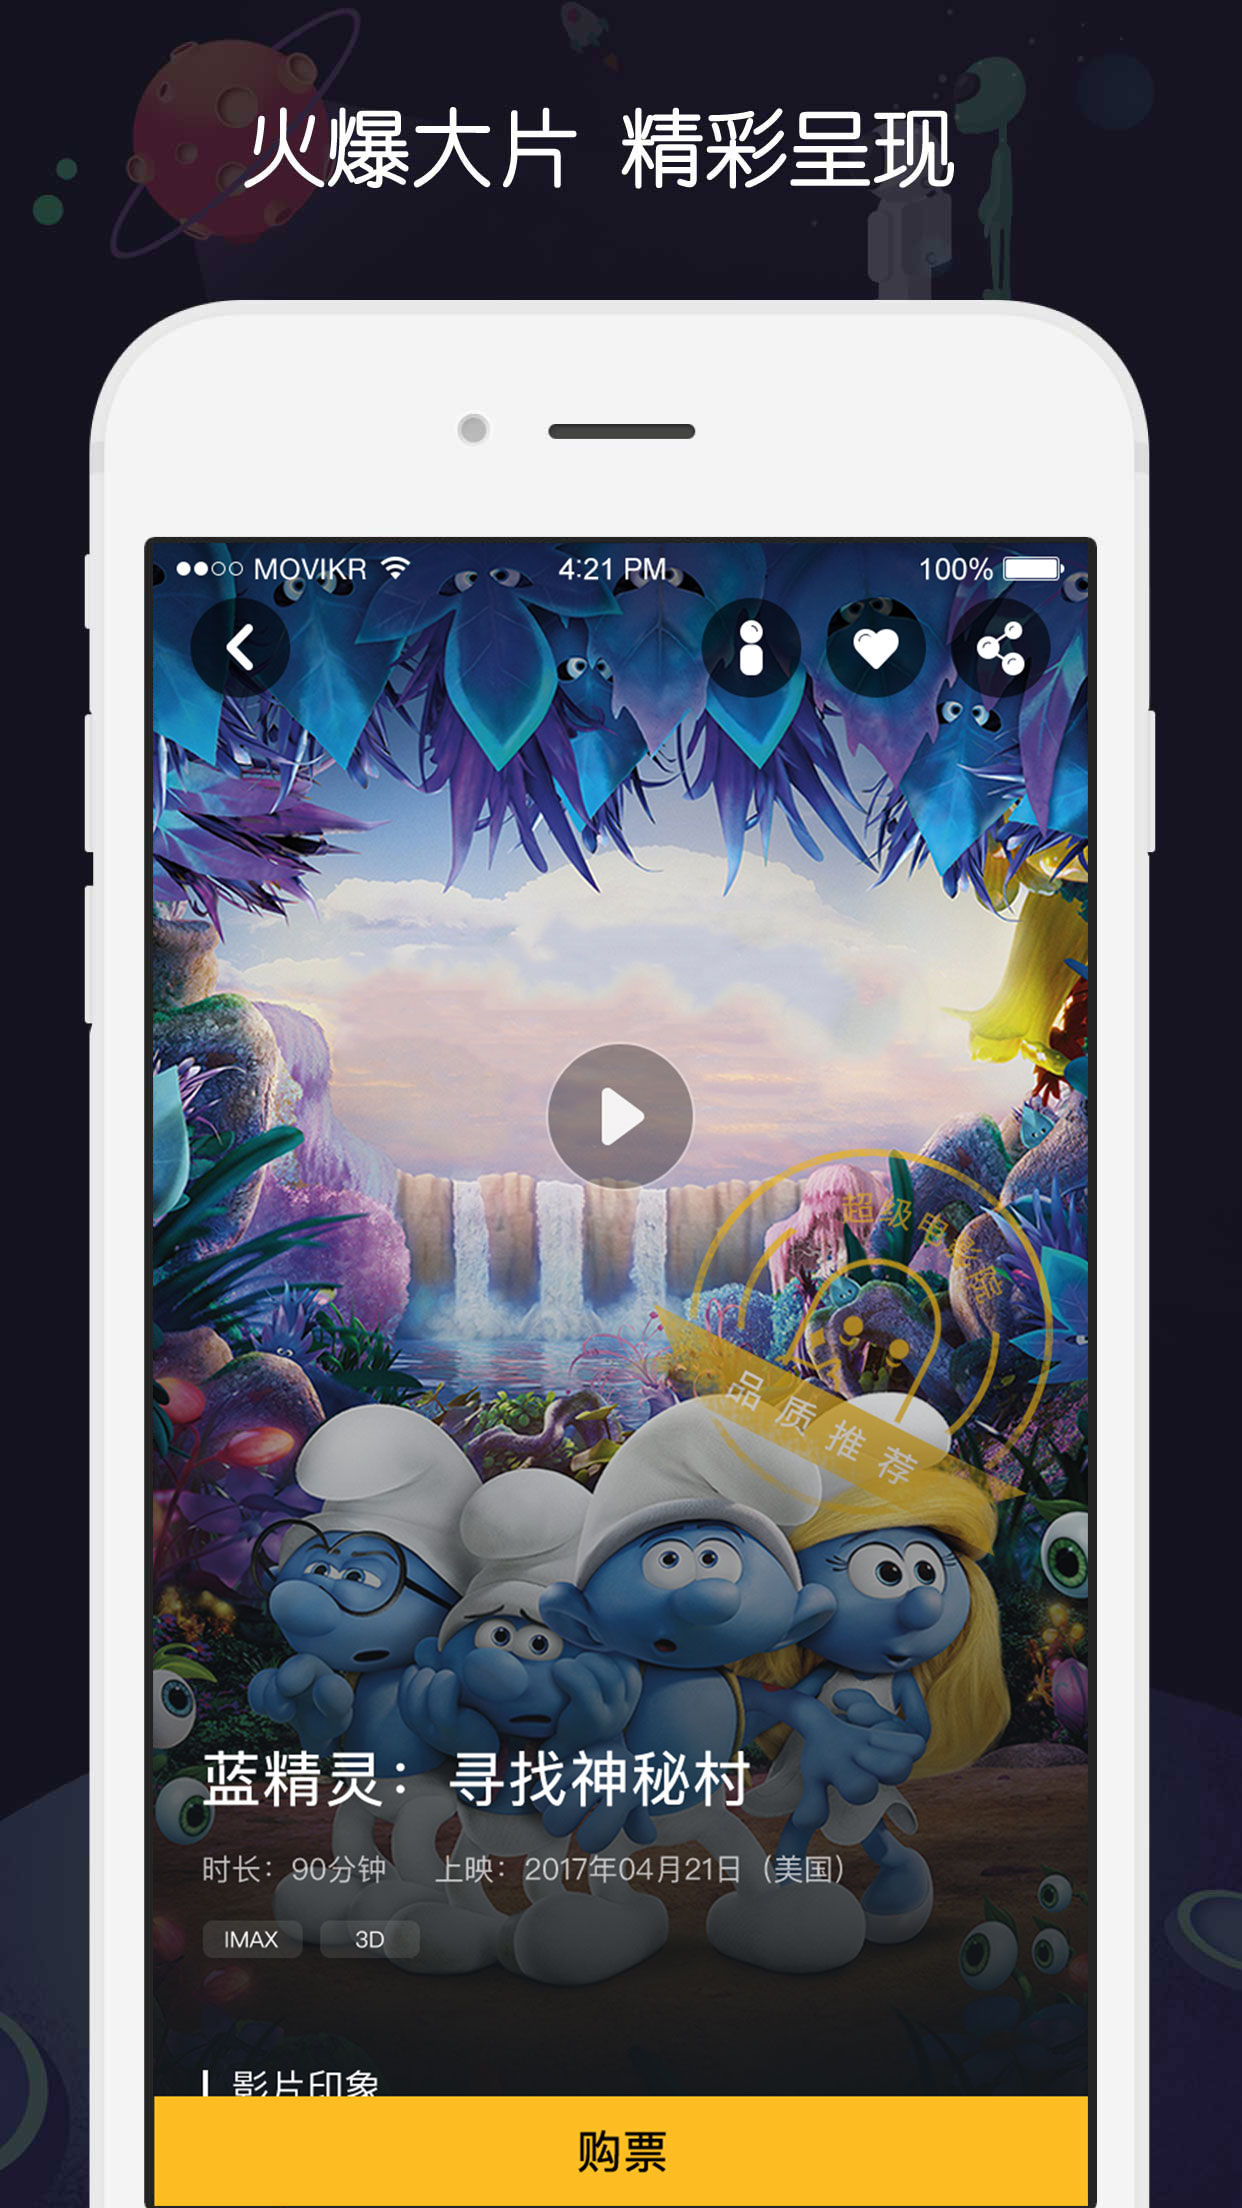 火爆大片 精彩呈现
MOVIKR 4:21 PM 100%
超级电影院
品质推荐
蓝精灵：寻找神秘村
时长：90分钟 上映：2017年04月21日（美国）
IMAX 3D
影片印象
购票